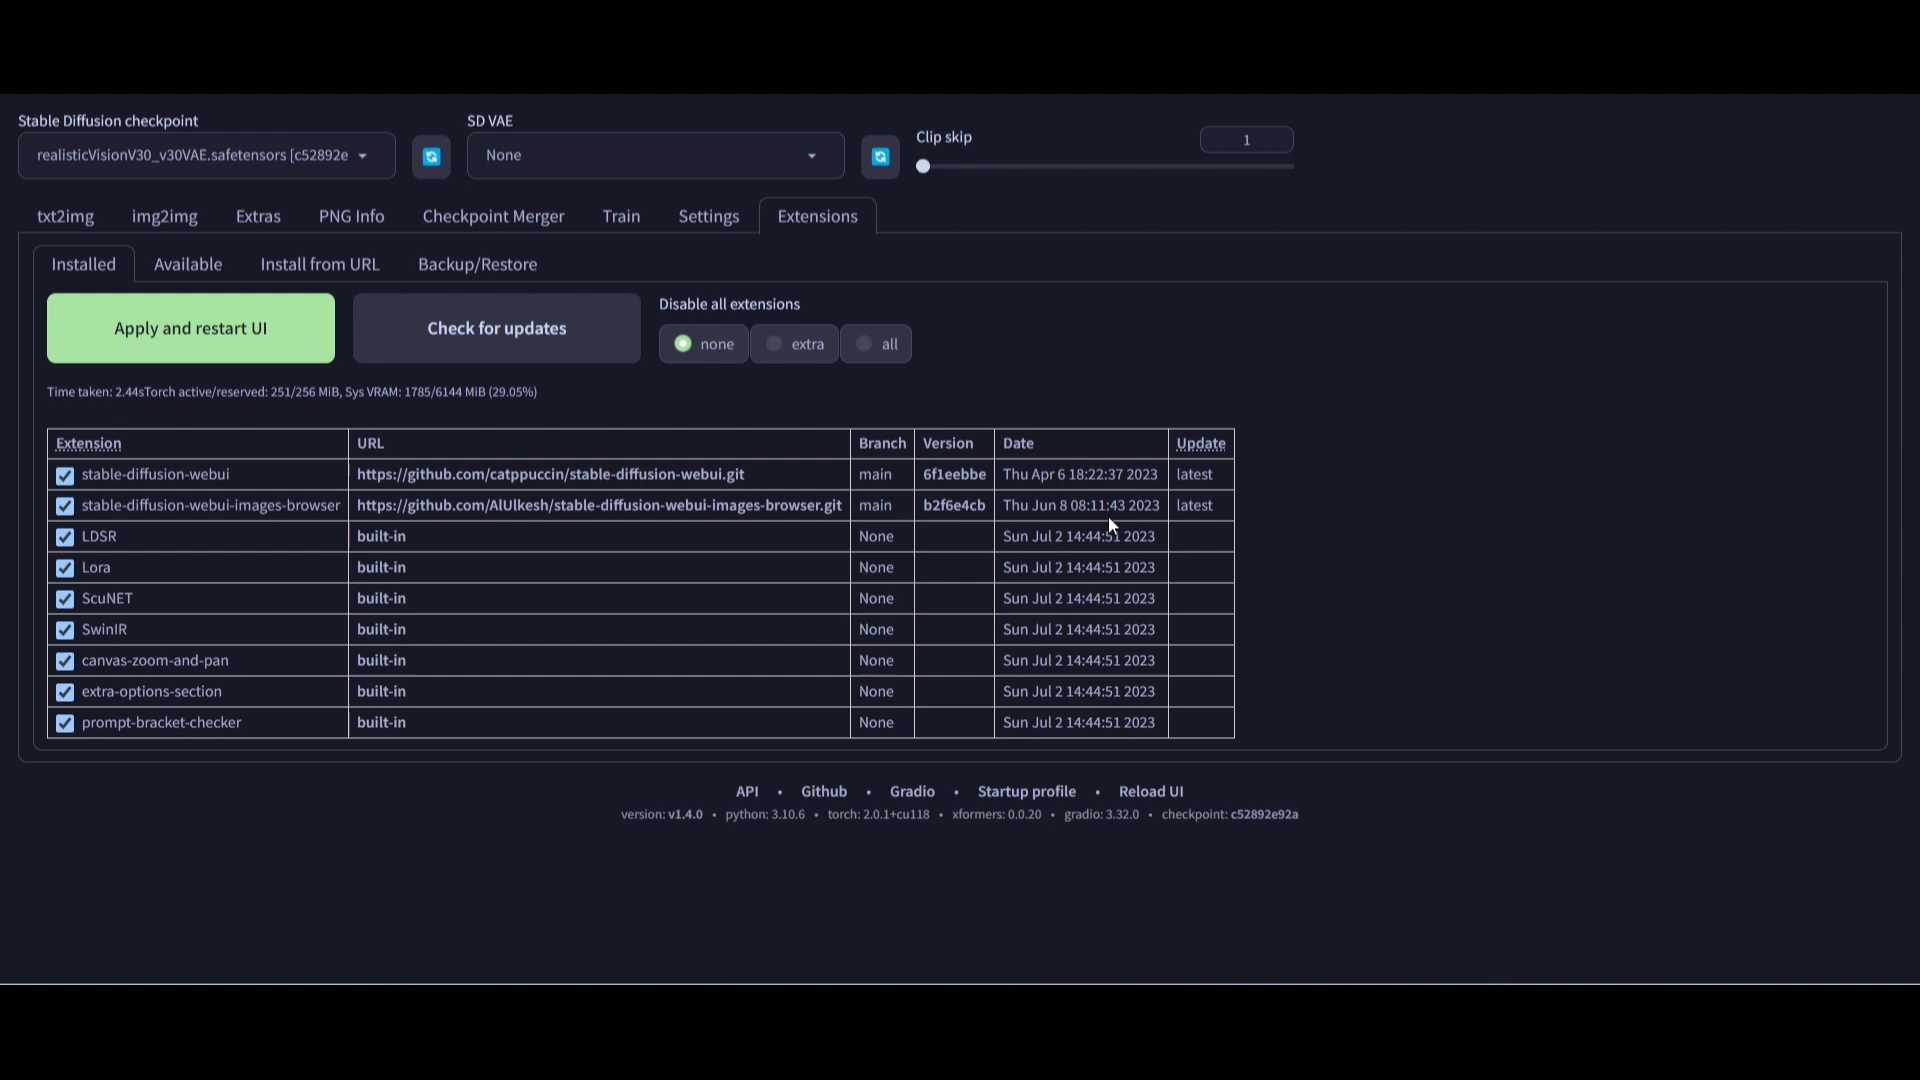 Stable Diffusion checkpoint
SD VAE
Clip skip
1
realisticVisionV30_v30VAE.safetensors [c52892e
None
txt2img img2img Extras PNG Info Checkpoint Merger Train Settings Extensions
Installed Available Install from URL Backup/Restore
Apply and restart UI
Check for updates
Disable all extensions
none extra all
Time taken: 2.44sTorch active/reserved: 251/256 MiB, Sys VRAM: 1785/6144 MiB (29.05%)
Extension URL Branch Version Date Update
stable-diffusion-webui https://github.com/catppuccin/stable-diffusion-webui.git main 6f1eebbe Thu Apr 6 18:22:37 2023 latest
stable-diffusion-webui-images-browser https://github.com/AlUlkesh/stable-diffusion-webui-images-browser.git main b2f6e4cb Thu Jun 8 08:11:43 2023 latest
LDSR built-in None Sun Jul 2 14:44:51 2023
Lora built-in None Sun Jul 2 14:44:51 2023
ScuNET built-in None Sun Jul 2 14:44:51 2023
SwinIR built-in None Sun Jul 2 14:44:51 2023
canvas-zoom-and-pan built-in None Sun Jul 2 14:44:51 2023
extra-options-section built-in None Sun Jul 2 14:44:51 2023
prompt-bracket-checker built-in None Sun Jul 2 14:44:51 2023
API • Github • Gradio • Startup profile • Reload UI
version: v1.4.0 • python: 3.10.6 • torch: 2.0.1+cu118 • xformers: 0.0.20 • gradio: 3.32.0 • checkpoint: c52892e92a